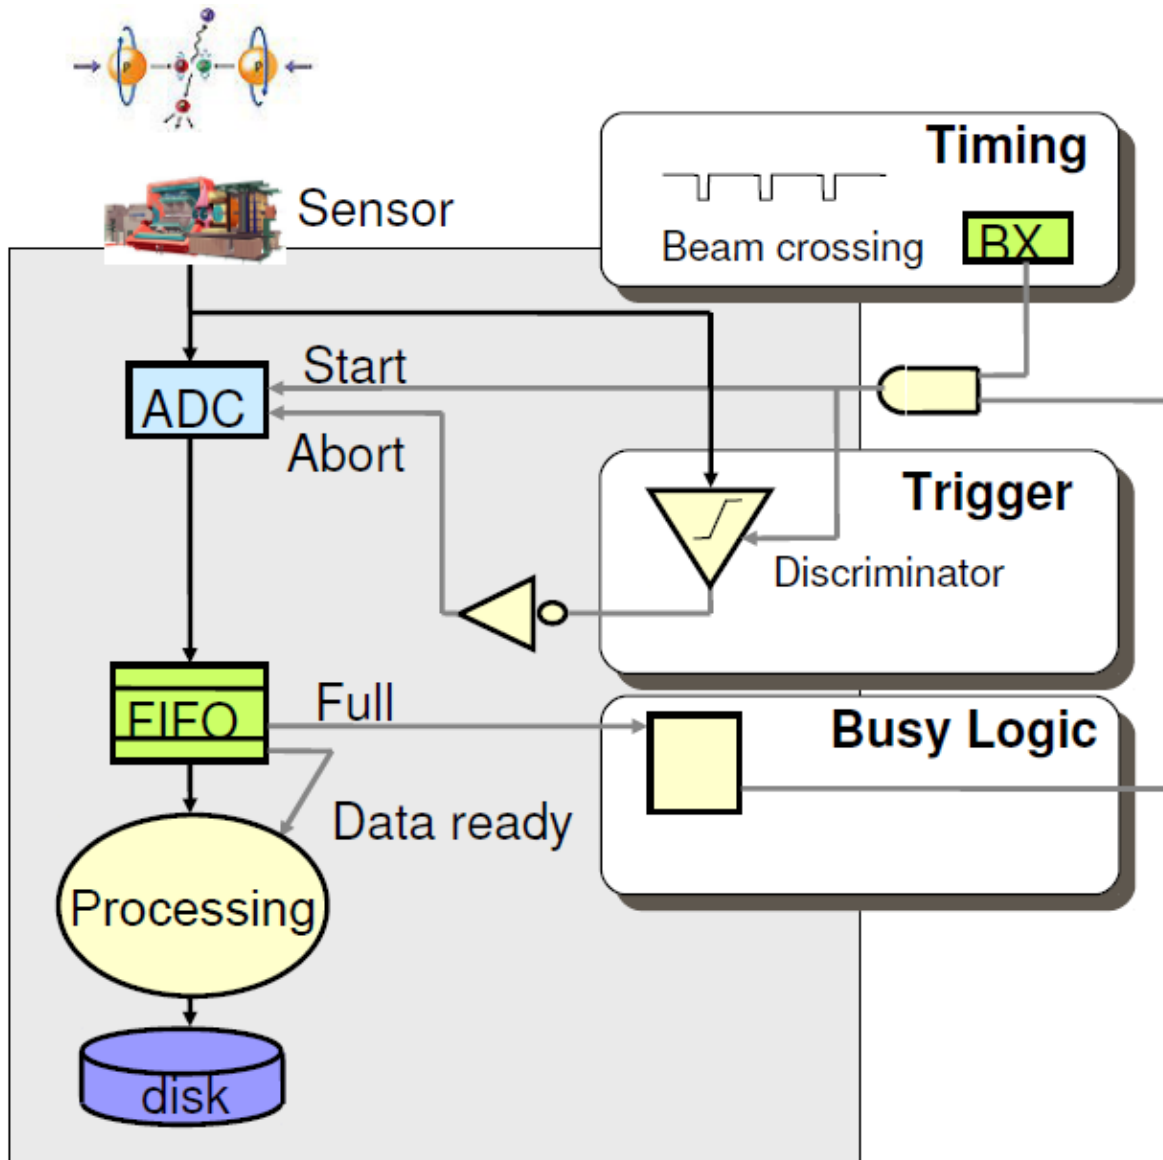 p
p
Sensor
Timing
Beam crossing
BX
Start
ADC
Abort
Trigger
Discriminator
FIFO
Full
Busy Logic
Data ready
Processing
disk